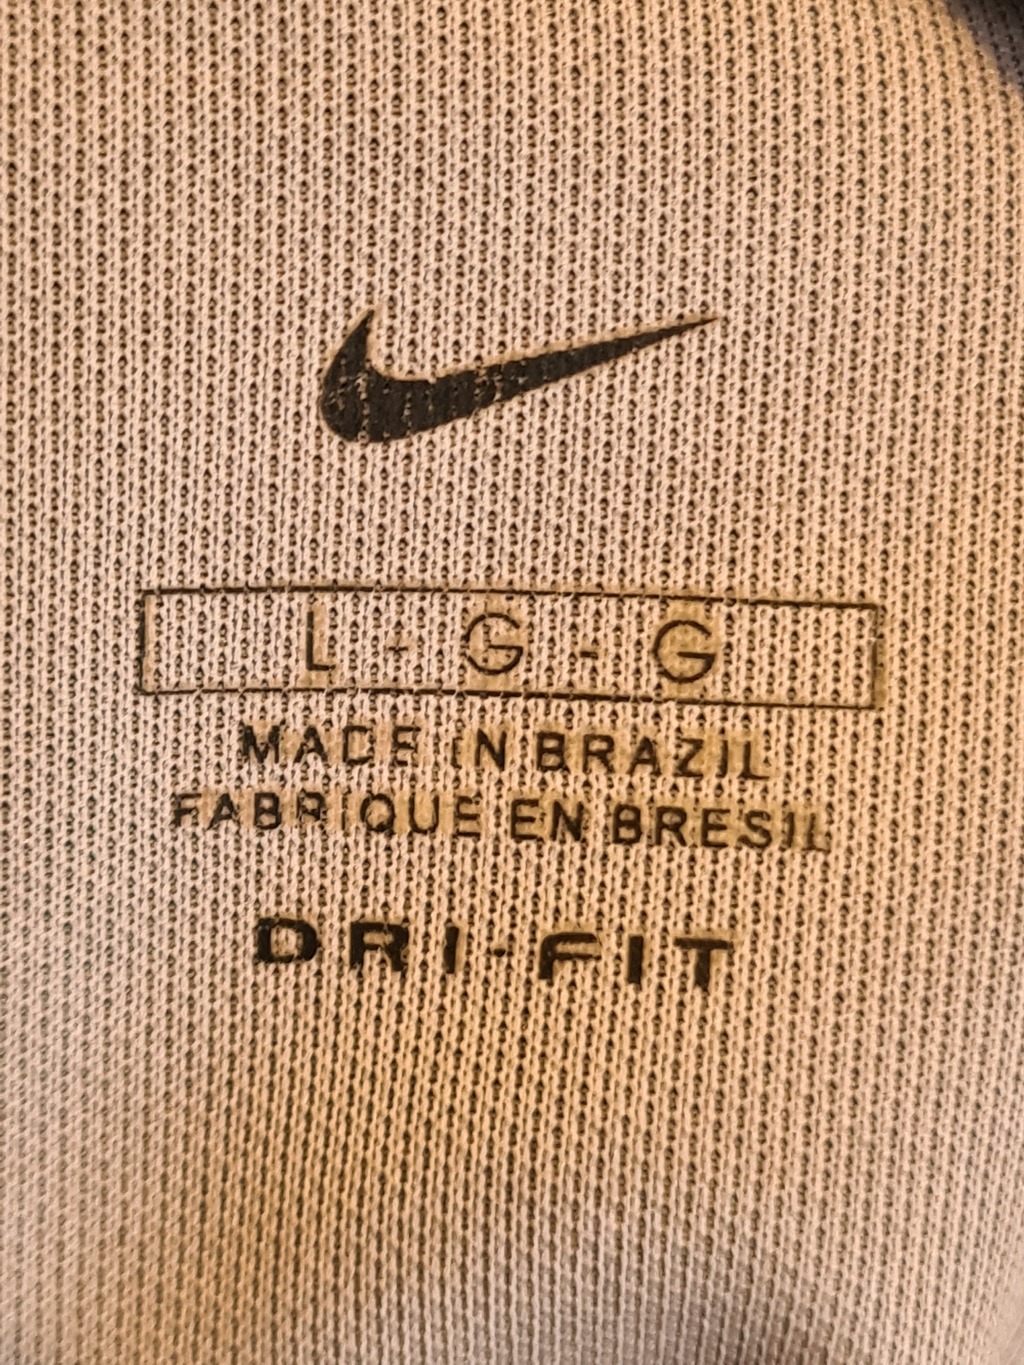 L - G - G
MADE IN BRAZIL
FABRIQUE EN BRESIL
DRI-FIT